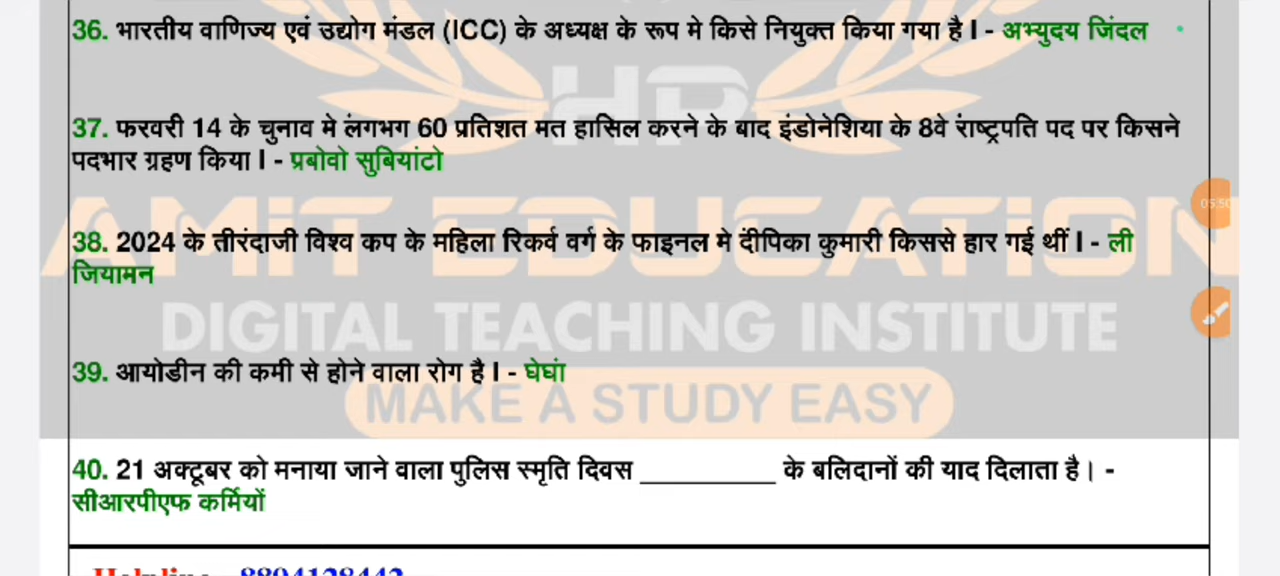 36. भारतीय वाणिज्य एवं उद्योग मंडल (ICC) के अध्यक्ष के रूप मे किसे नियुक्त किया गया है I - अभ्युदय जिंदल
HP
37. फरवरी 14 के चुनाव मे लगभग 60 प्रतिशत मत हासिल करने के बाद इंडोनेशिया के 8वे राष्ट्रपति पद पर किसने
पदभार ग्रहण किया I - प्रबोवो सुबियांटो
AMiT EDUCATiON
05:50
38. 2024 के तीरंदाजी विश्व कप के महिला रिकर्व वर्ग के फाइनल मे दीपिका कुमारी किससे हार गई थीं I - ली
जियामन
DIGITAL TEACHING INSTITUTE
39. आयोडीन की कमी से होने वाला रोग है I - घेघां
MAKE A STUDY EASY
40. 21 अक्टूबर को मनाया जाने वाला पुलिस स्मृति दिवस __________ के बलिदानों की याद दिलाता है। -
सीआरपीएफ कर्मियों